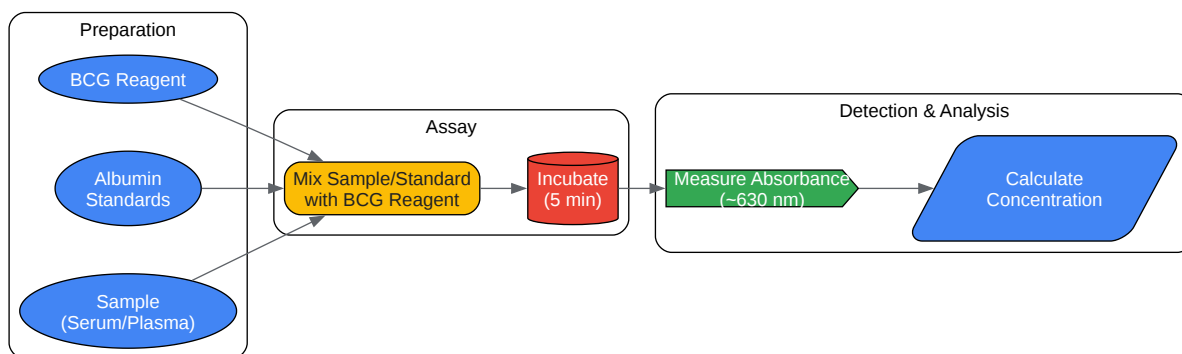 Preparation
BCG Reagent
Albumin
Standards
Sample
(Serum/Plasma)
Assay
Mix Sample/Standard
with BCG Reagent
Incubate
(5 min)
Detection & Analysis
Measure Absorbance
(~630 nm)
Calculate
Concentration